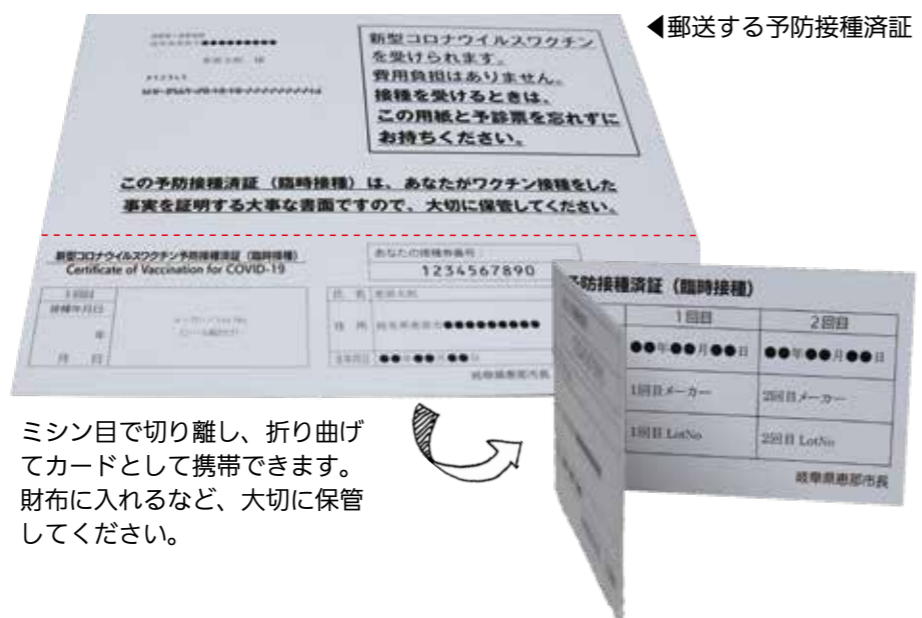 ◀郵送する予防接種済証
新型コロナウイルスワクチン
を受けられます。
費用負担はありません。
接種を受けるときは、
この用紙と予診票を忘れずに
お持ちください。
この予防接種済証（臨時接種）は、あなたがワクチン接種をした
事実を証明する大事な書面ですので、大切に保管してください。
新型コロナウイルスワクチン予防接種済証（臨時接種）
Certificate of Vaccination for COVID-19
あなたの接種券番号
1234567890
1回目
接種年月日
年
月 日
氏 名 恵那太郎
住 所 岐阜県恵那市●●●●●●●●●
生年月日 ●●年●●月●●日
岐阜県恵那市長
予防接種済証（臨時接種）
1回目 2回目
●●年●●月●●日 ●●年●●月●●日
1回目メーカー 2回目メーカー
1回目 LotNo 2回目 LotNo
岐阜県恵那市長
ミシン目で切り離し、折り曲げ
てカードとして携帯できます。
財布に入れるなど、大切に保管
してください。